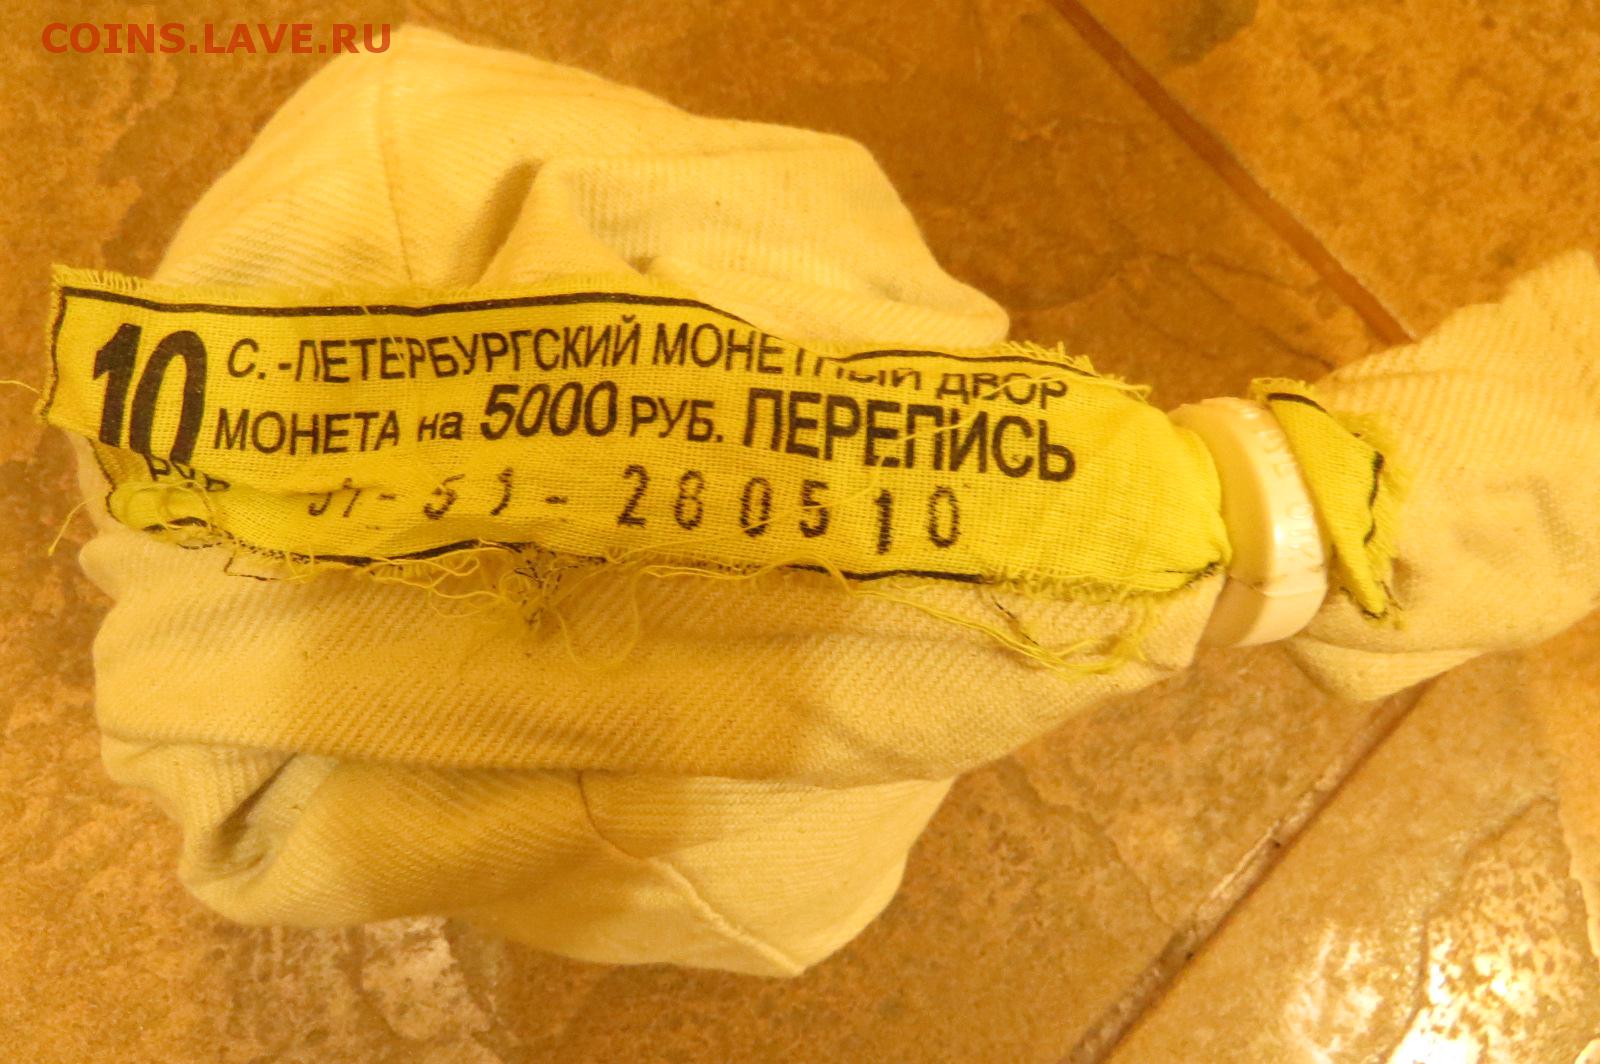 COINS.LAVE.RU
10 С.-ПЕТЕРБУРГСКИЙ МОНЕТНЫЙ ДВОР
МОНЕТА на 5000 РУБ. ПЕРЕПИСЬ
280510